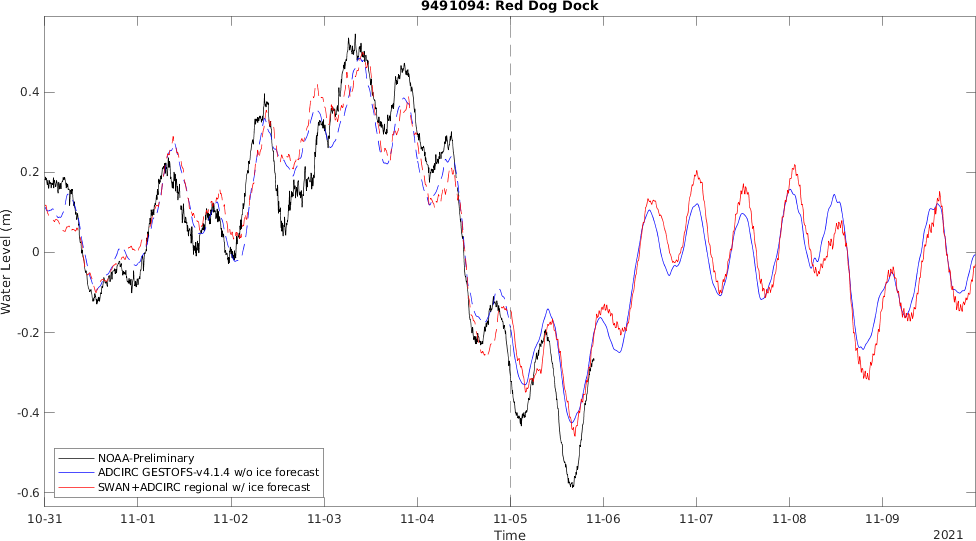 9491094: Red Dog Dock
Water Level (m)
0.4
0.2
0
-0.2
-0.4
-0.6
NOAA-Preliminary
ADCIRC GESTOFS-v4.1.4 w/o ice forecast
SWAN+ADCIRC regional w/ ice forecast
10-31 11-01 11-02 11-03 11-04 11-05 11-06 11-07 11-08 11-09
Time
2021